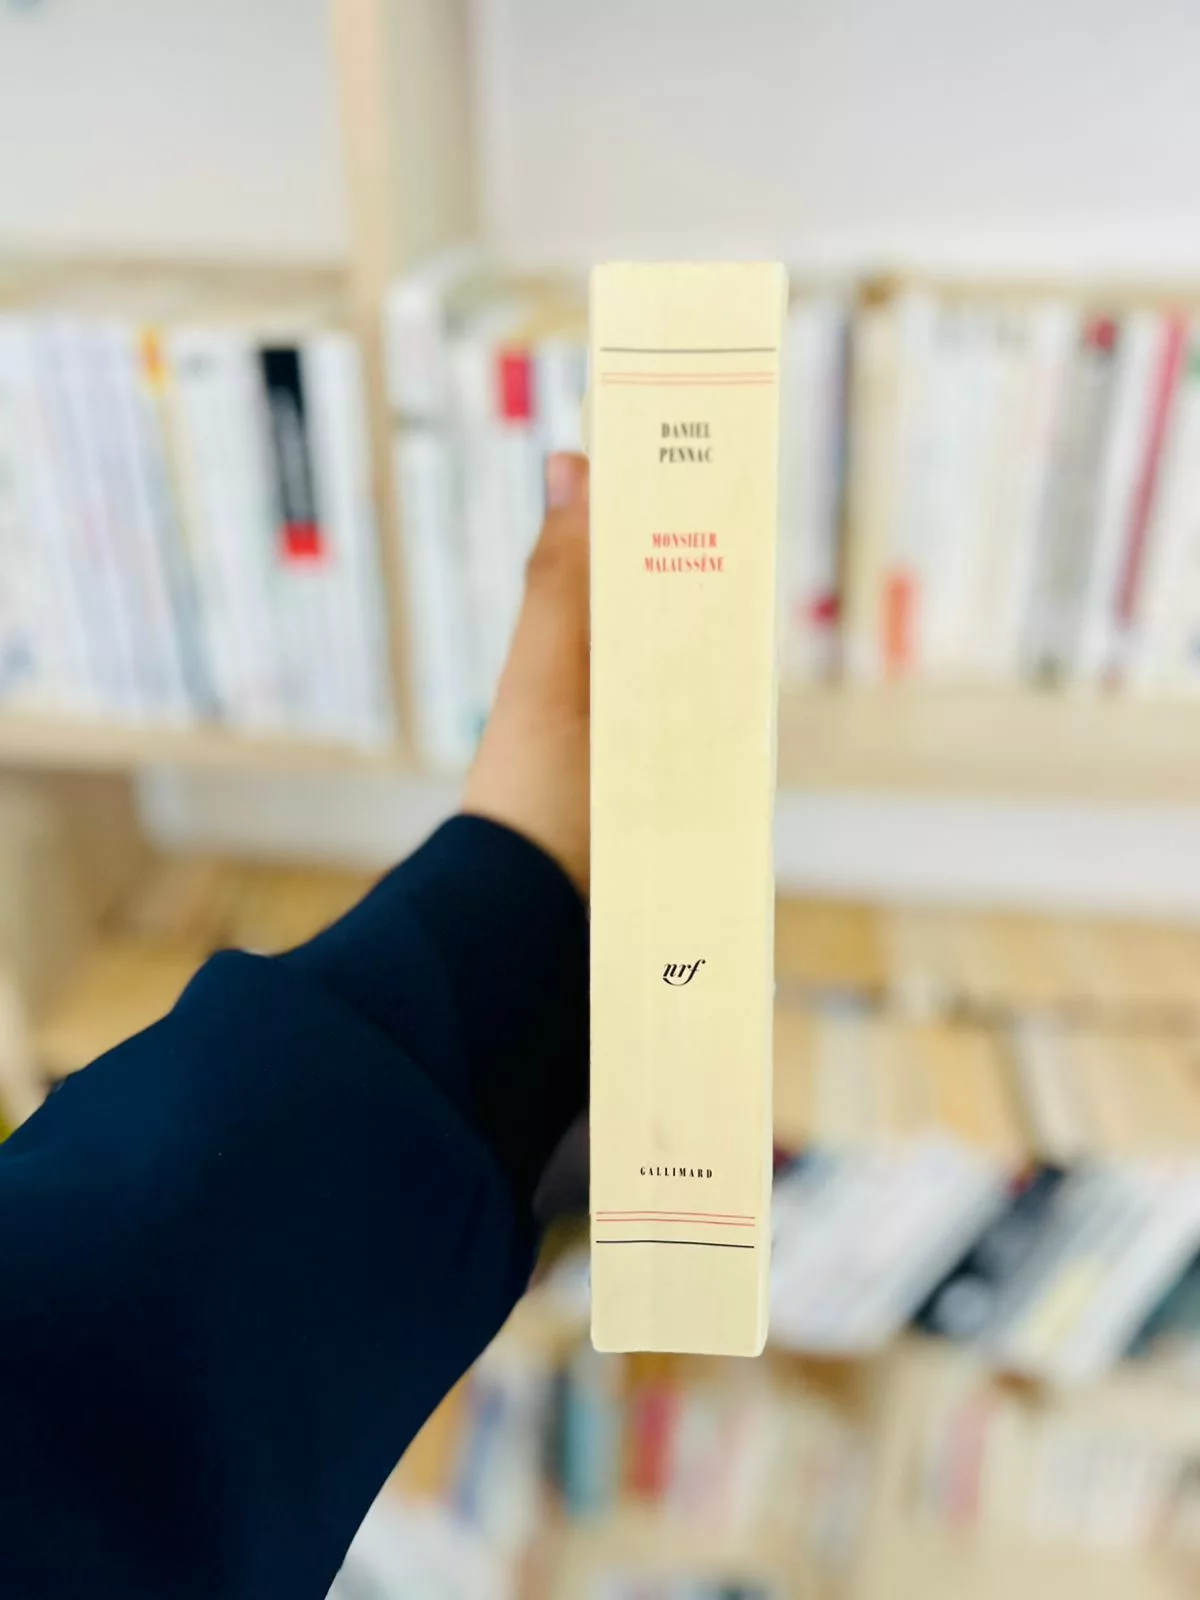 DANIEL
PENNAC
MONSIEUR
MALAUSSÈNE
nrf
GALLIMARD